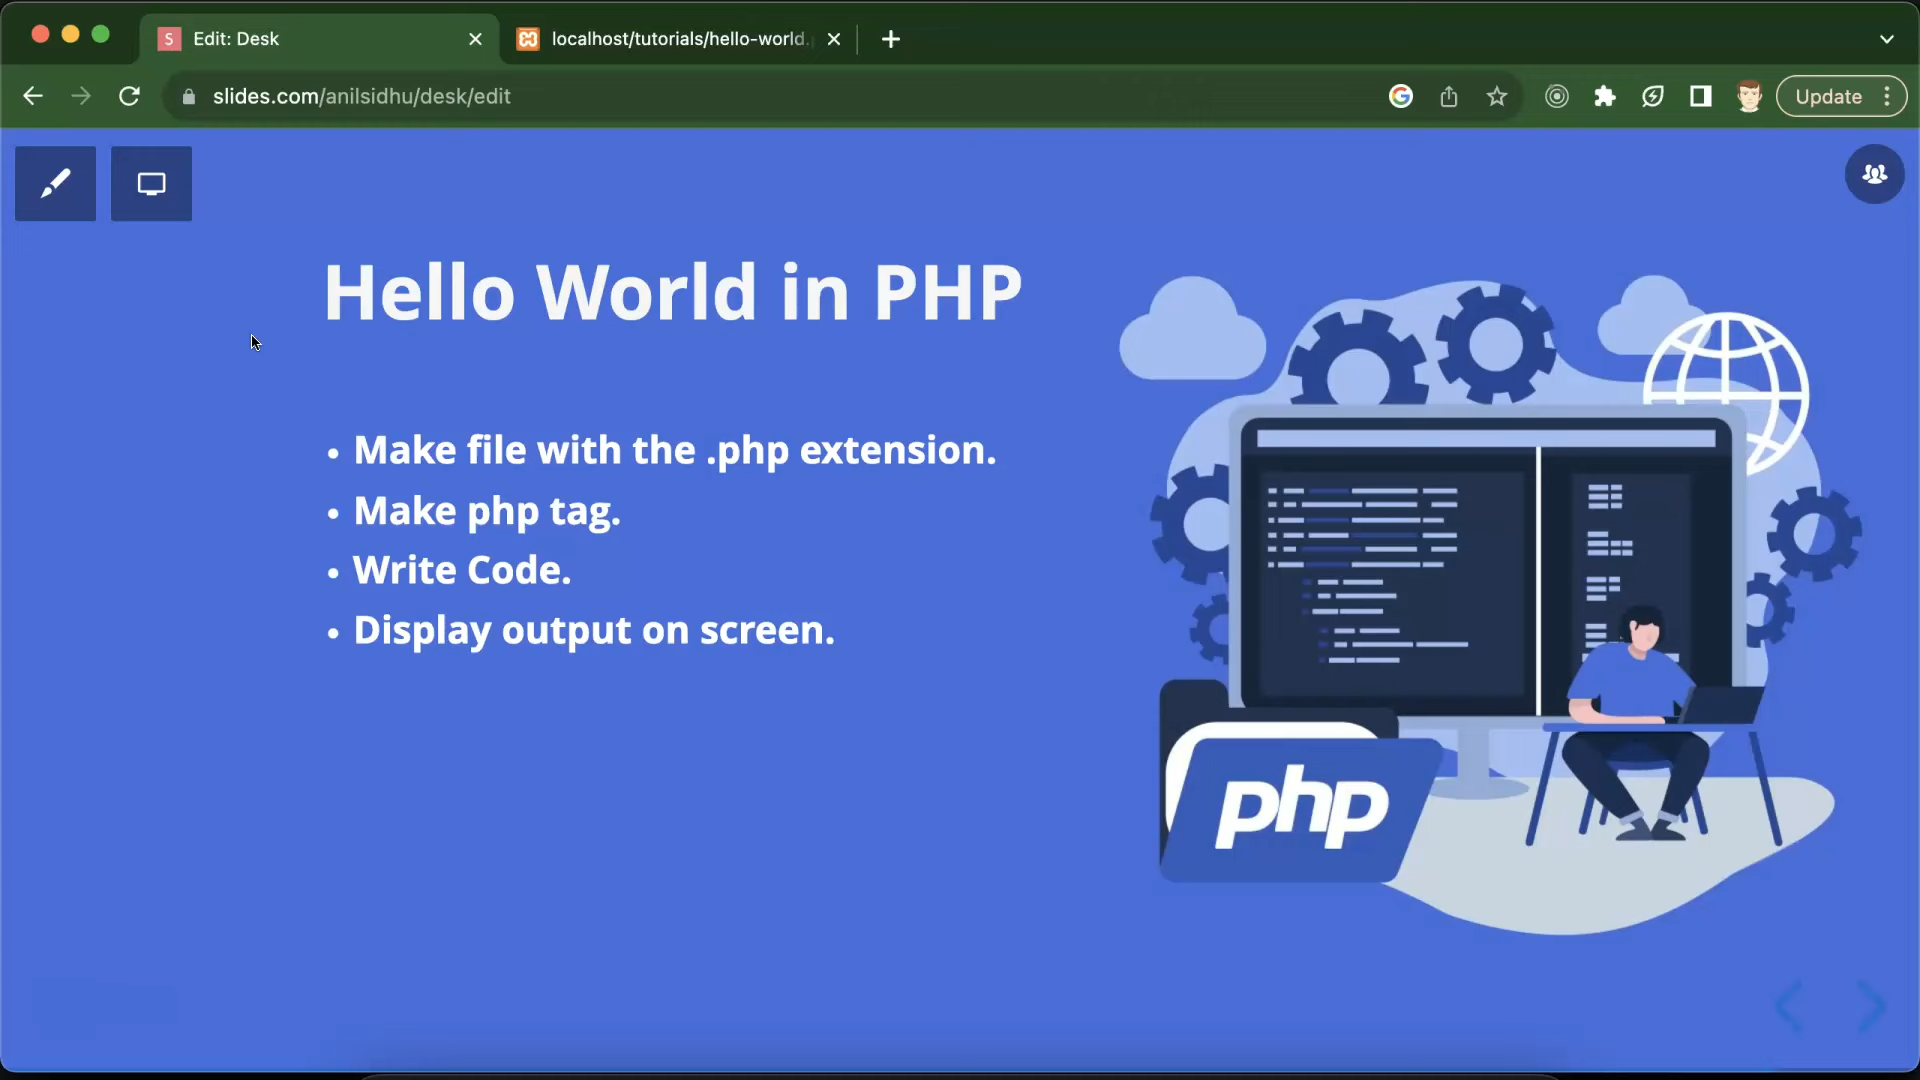 S Edit: Desk
localhost/tutorials/hello-world.
slides.com/anilsidhu/desk/edit
Update
Hello World in PHP
• Make file with the .php extension.
• Make php tag.
• Write Code.
• Display output on screen.
php